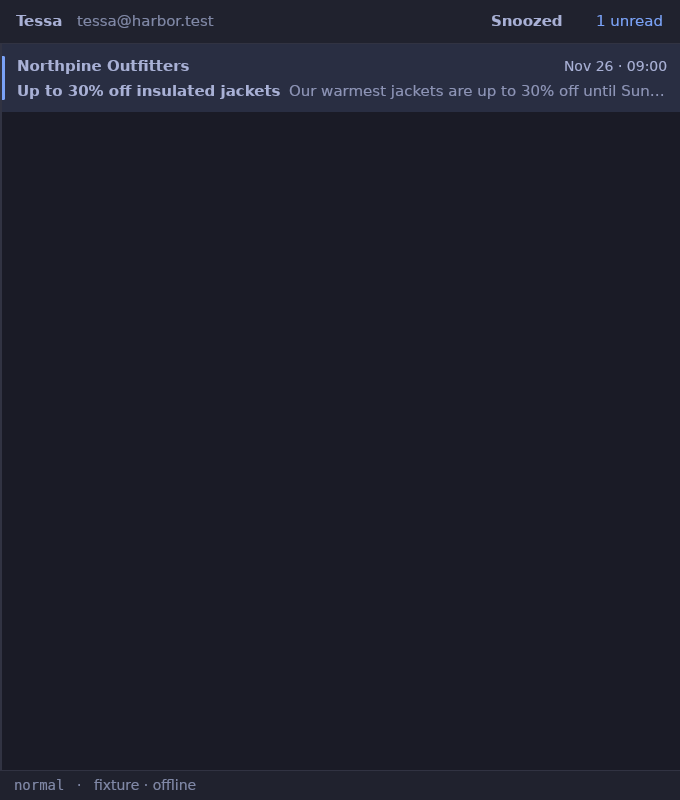 Tessa tessa@harbor.test Snoozed 1 unread
Northpine Outfitters Nov 26 · 09:00
Up to 30% off insulated jackets Our warmest jackets are up to 30% off until Sun…
normal · fixture · offline